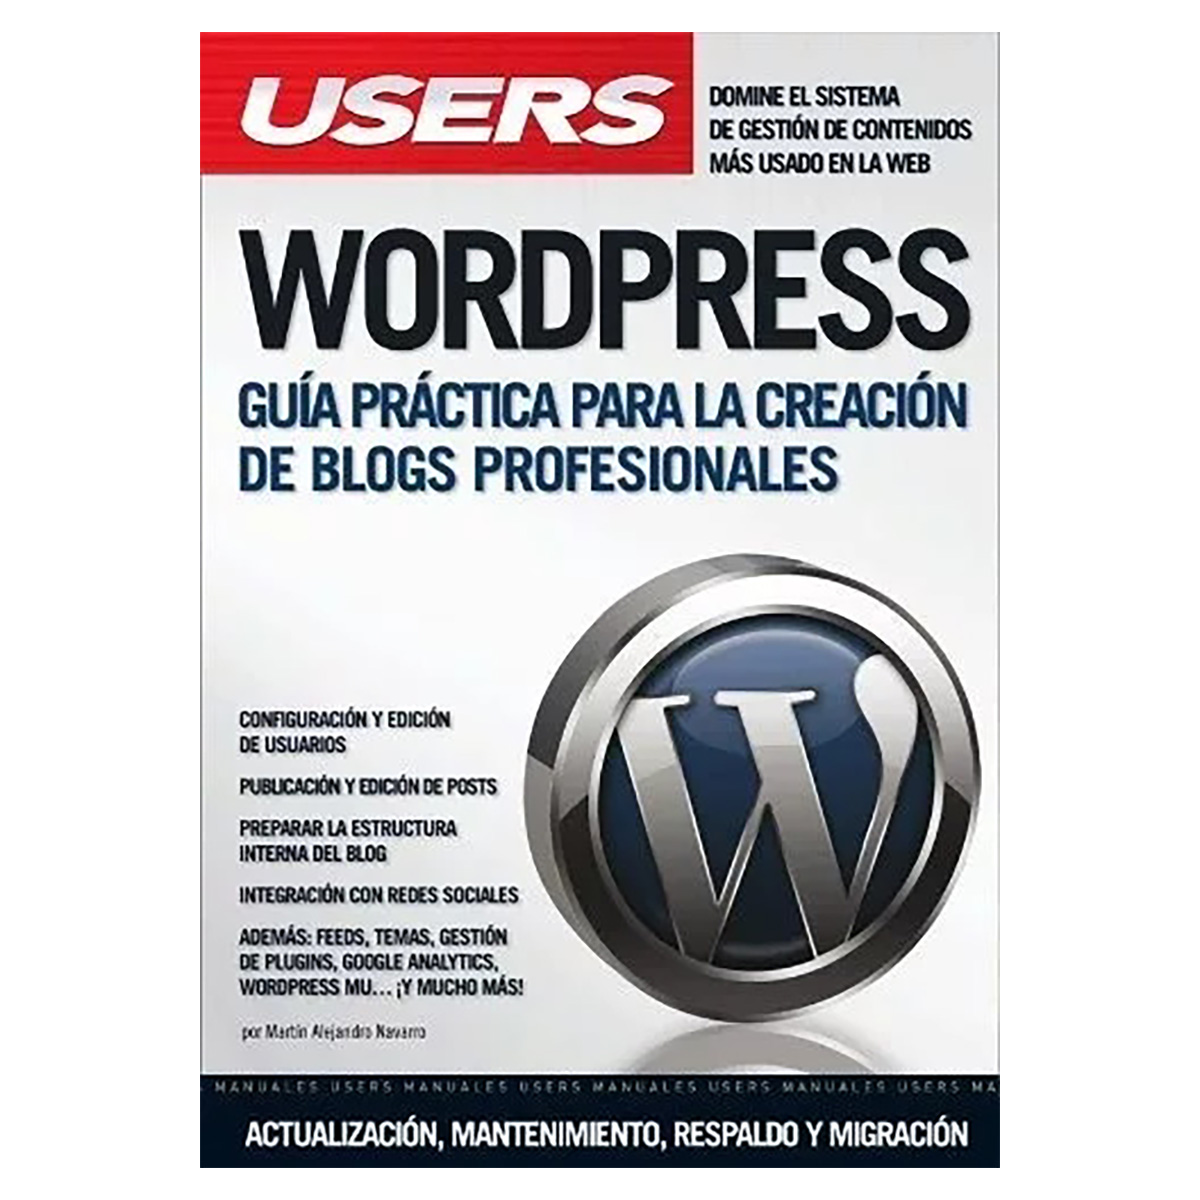 USERS
DOMINE EL SISTEMA
DE GESTIÓN DE CONTENIDOS
MÁS USADO EN LA WEB
WORDPRESS
GUÍA PRÁCTICA PARA LA CREACIÓN
DE BLOGS PROFESIONALES
CONFIGURACIÓN Y EDICIÓN
DE USUARIOS
PUBLICACIÓN Y EDICIÓN DE POSTS
PREPARAR LA ESTRUCTURA
INTERNA DEL BLOG
INTEGRACIÓN CON REDES SOCIALES
ADEMÁS: FEEDS, TEMAS, GESTIÓN
DE PLUGINS, GOOGLE ANALYTICS,
WORDPRESS MU... ¡Y MUCHO MÁS!
por Martín Alejandro Navarro
W
MANUALES USERS MANUALES USERS MANUALES USERS MANUALES USERS MA
ACTUALIZACIÓN, MANTENIMIENTO, RESPALDO Y MIGRACIÓN